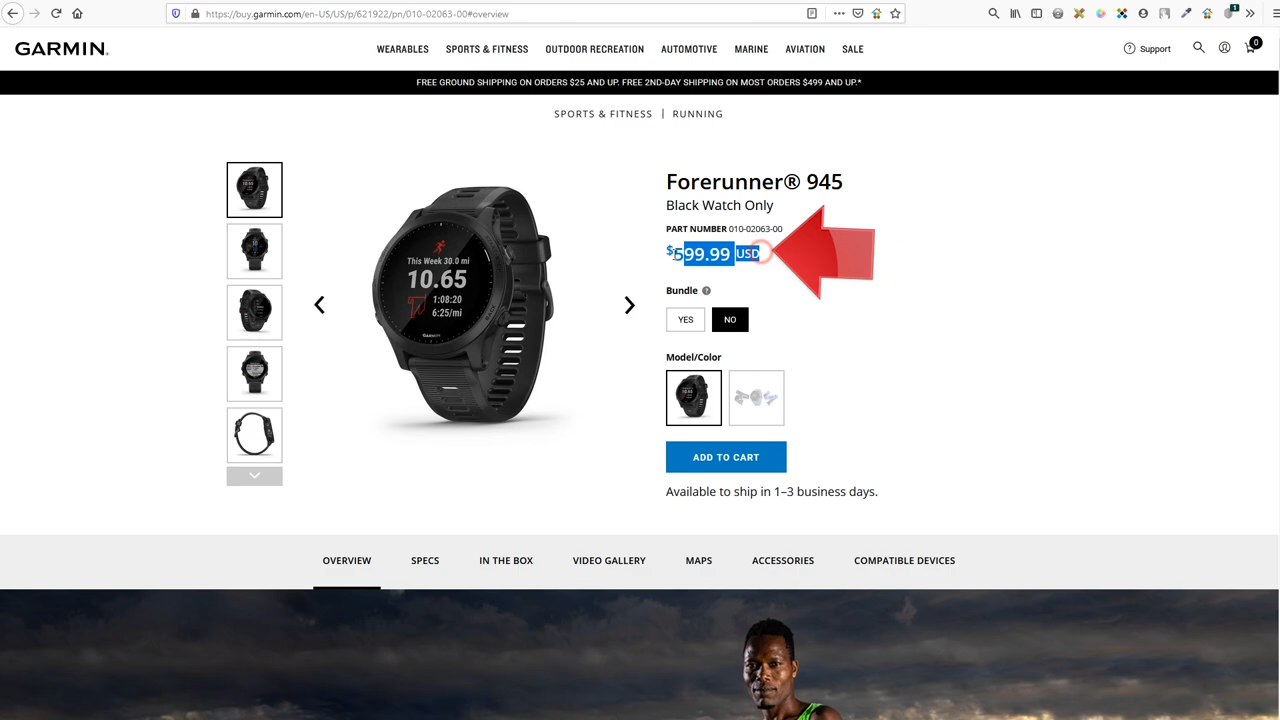 https://buy.garmin.com/en-US/US/p/621922/pn/010-02063-00#overview
1
GARMIN.
WEARABLES SPORTS & FITNESS OUTDOOR RECREATION AUTOMOTIVE MARINE AVIATION SALE
? Support
0
FREE GROUND SHIPPING ON ORDERS $25 AND UP. FREE 2ND-DAY SHIPPING ON MOST ORDERS $499 AND UP.*
SPORTS & FITNESS | RUNNING
Forerunner® 945
Black Watch Only
PART NUMBER 010-02063-00
$599.99 USD
Bundle ?
YES NO
Model/Color
ADD TO CART
Available to ship in 1–3 business days.
This Week 30.0 mi
10.65
1:08:20
6:25/mi
GARMIN
OVERVIEW SPECS IN THE BOX VIDEO GALLERY MAPS ACCESSORIES COMPATIBLE DEVICES